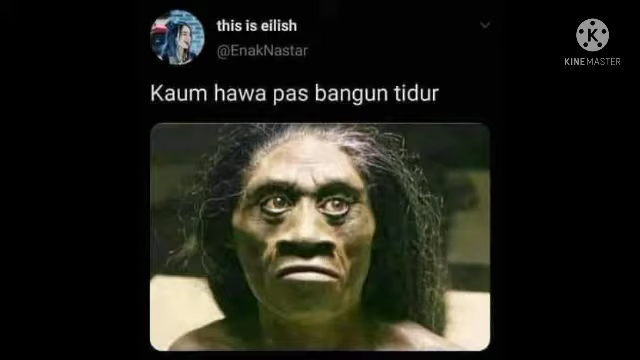 this is eilish
@EnakNastar
Kaum hawa pas bangun tidur
K
KINEMASTER